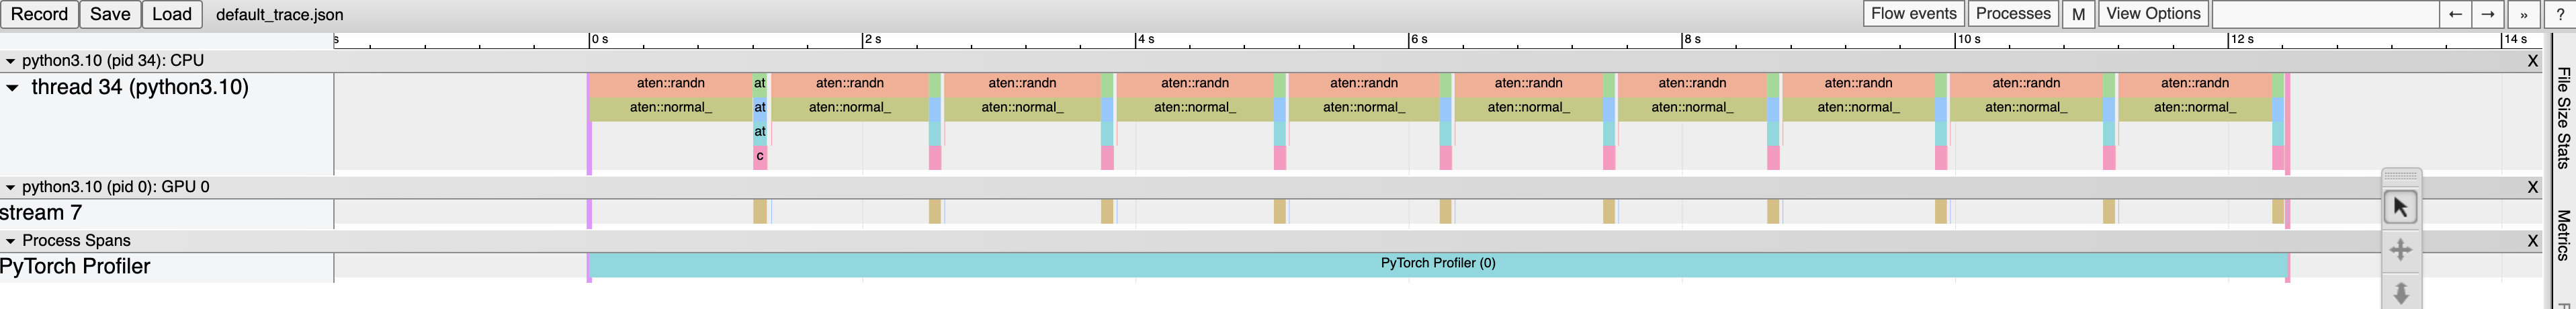 Record Save Load default_trace.json Flow events Processes M View Options ← → » ?
s 0 s 2 s 4 s 6 s 8 s 10 s 12 s 14 s
python3.10 (pid 34): CPU X
thread 34 (python3.10)
aten::randn at aten::randn aten::randn aten::randn aten::randn aten::randn aten::randn aten::randn aten::randn aten::randn
aten::normal_ at aten::normal_ aten::normal_ aten::normal_ aten::normal_ aten::normal_ aten::normal_ aten::normal_ aten::normal_ aten::normal_
at
c
python3.10 (pid 0): GPU 0 X
stream 7
Process Spans X
PyTorch Profiler PyTorch Profiler (0)
File Size Stats
Metrics